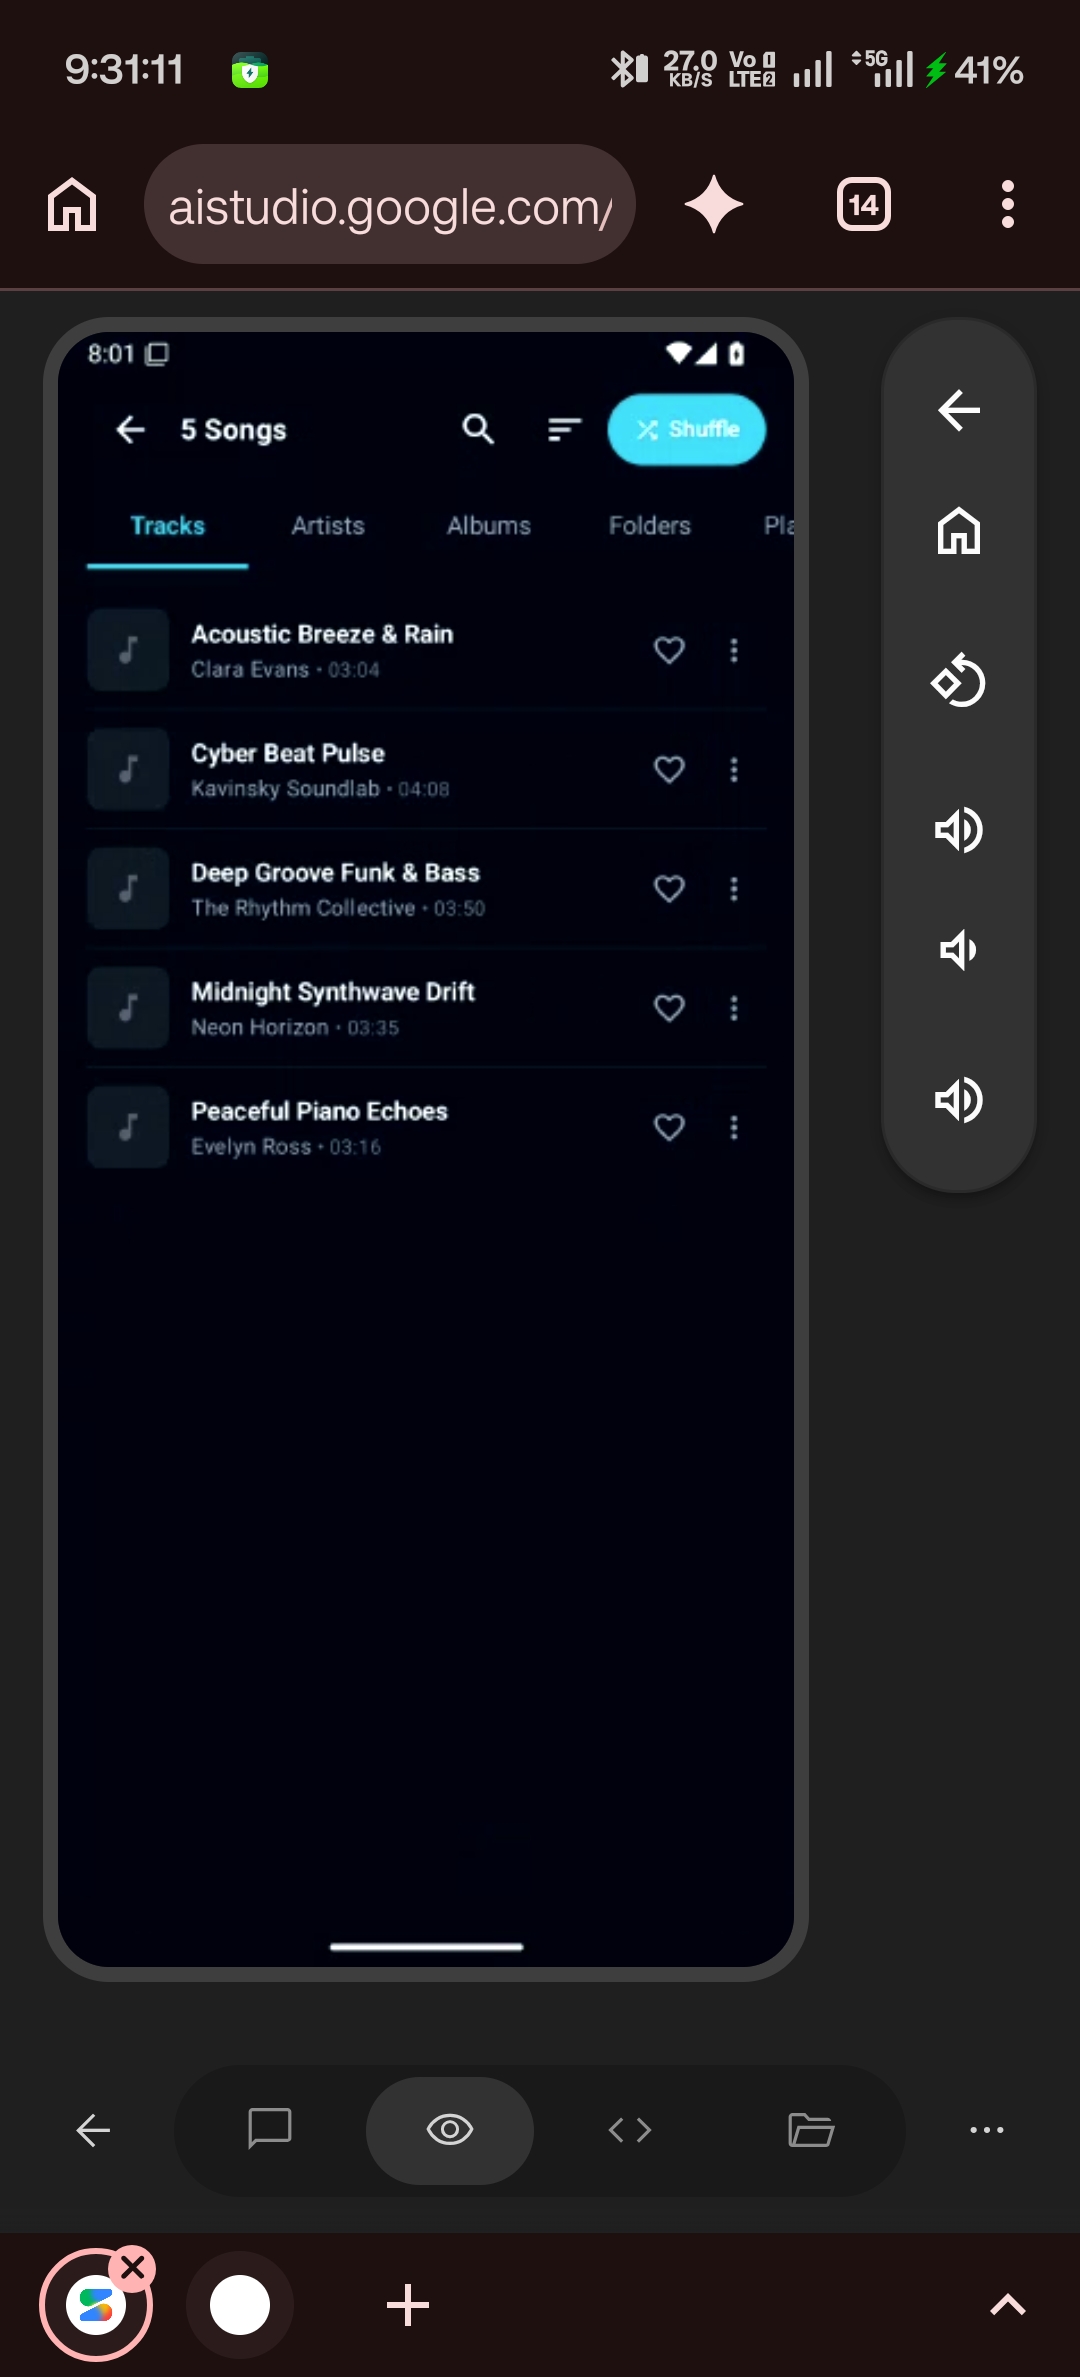 9:31:11
27.0
KB/S
Vo
LTE 2
5G
41%
aistudio.google.com/
14
8:01
5 Songs
Shuffle
Tracks Artists Albums Folders Pla
Acoustic Breeze & Rain
Clara Evans • 03:04
Cyber Beat Pulse
Kavinsky Soundlab • 04:08
Deep Groove Funk & Bass
The Rhythm Collective • 03:50
Midnight Synthwave Drift
Neon Horizon • 03:35
Peaceful Piano Echoes
Evelyn Ross • 03:16